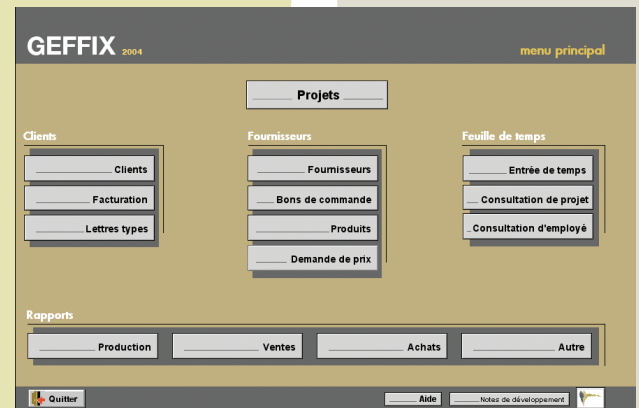 GEFFIX 2004
menu principal
Projets
Clients
Fournisseurs
Feuille de temps
Clients
Fournisseurs
Entrée de temps
Facturation
Bons de commande
Consultation de projet
Lettres types
Produits
Consultation d'employé
Demande de prix
Rapports
Production
Ventes
Achats
Autre
Quitter
Aide
Notes de développement